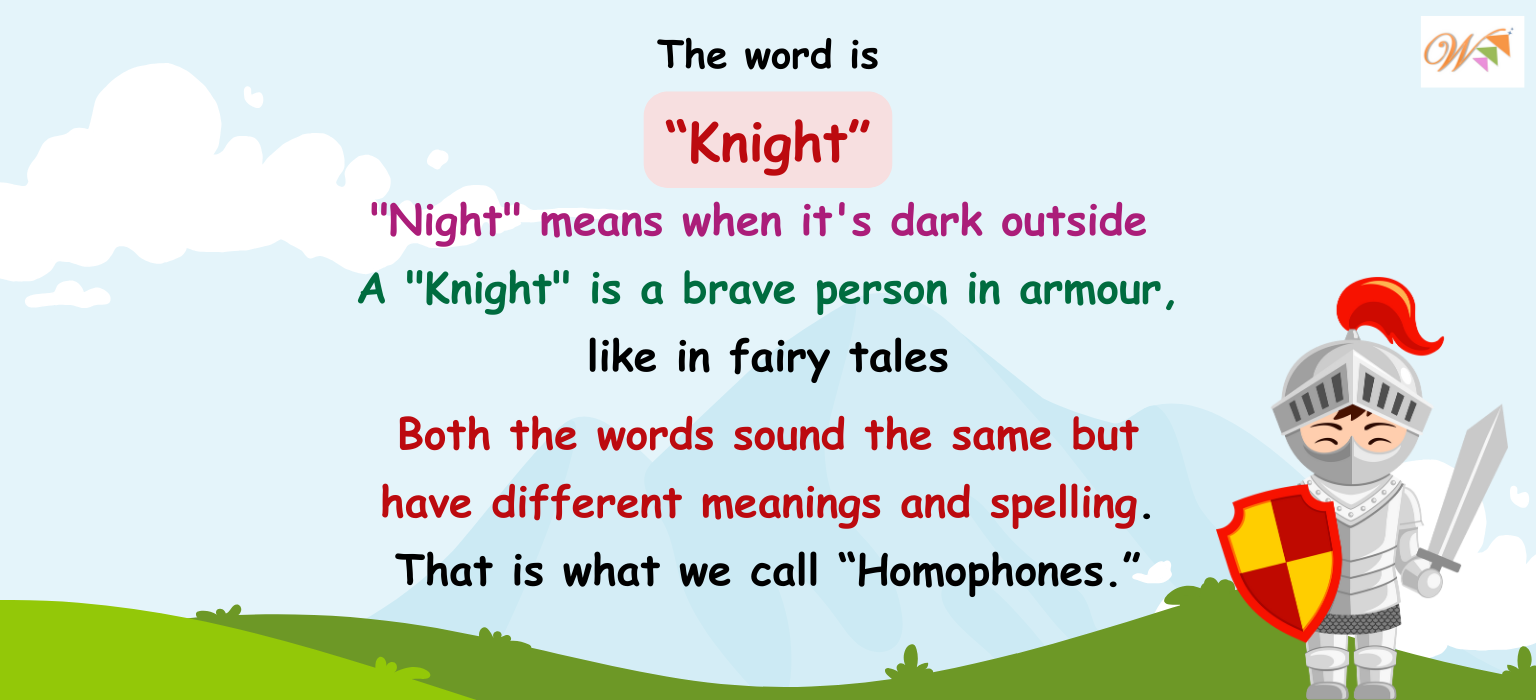 The word is
“Knight”
"Night" means when it's dark outside
A "Knight" is a brave person in armour,
like in fairy tales
Both the words sound the same but
have different meanings and spelling.
That is what we call “Homophones.”
W